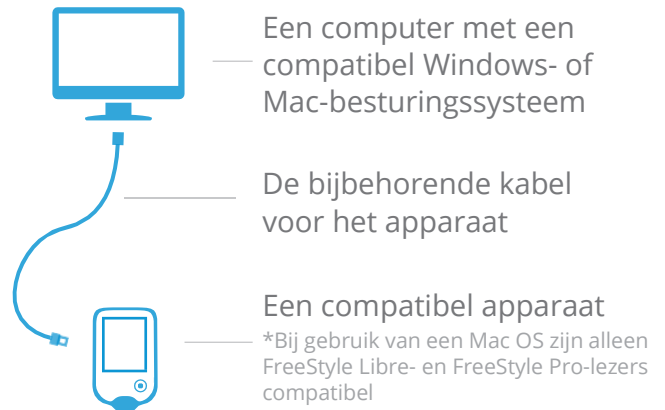 Een computer met een
compatibel Windows- of
Mac-besturingssysteem
De bijbehorende kabel
voor het apparaat
Een compatibel apparaat
*Bij gebruik van een Mac OS zijn alleen
FreeStyle Libre- en FreeStyle Pro-lezers
compatibel